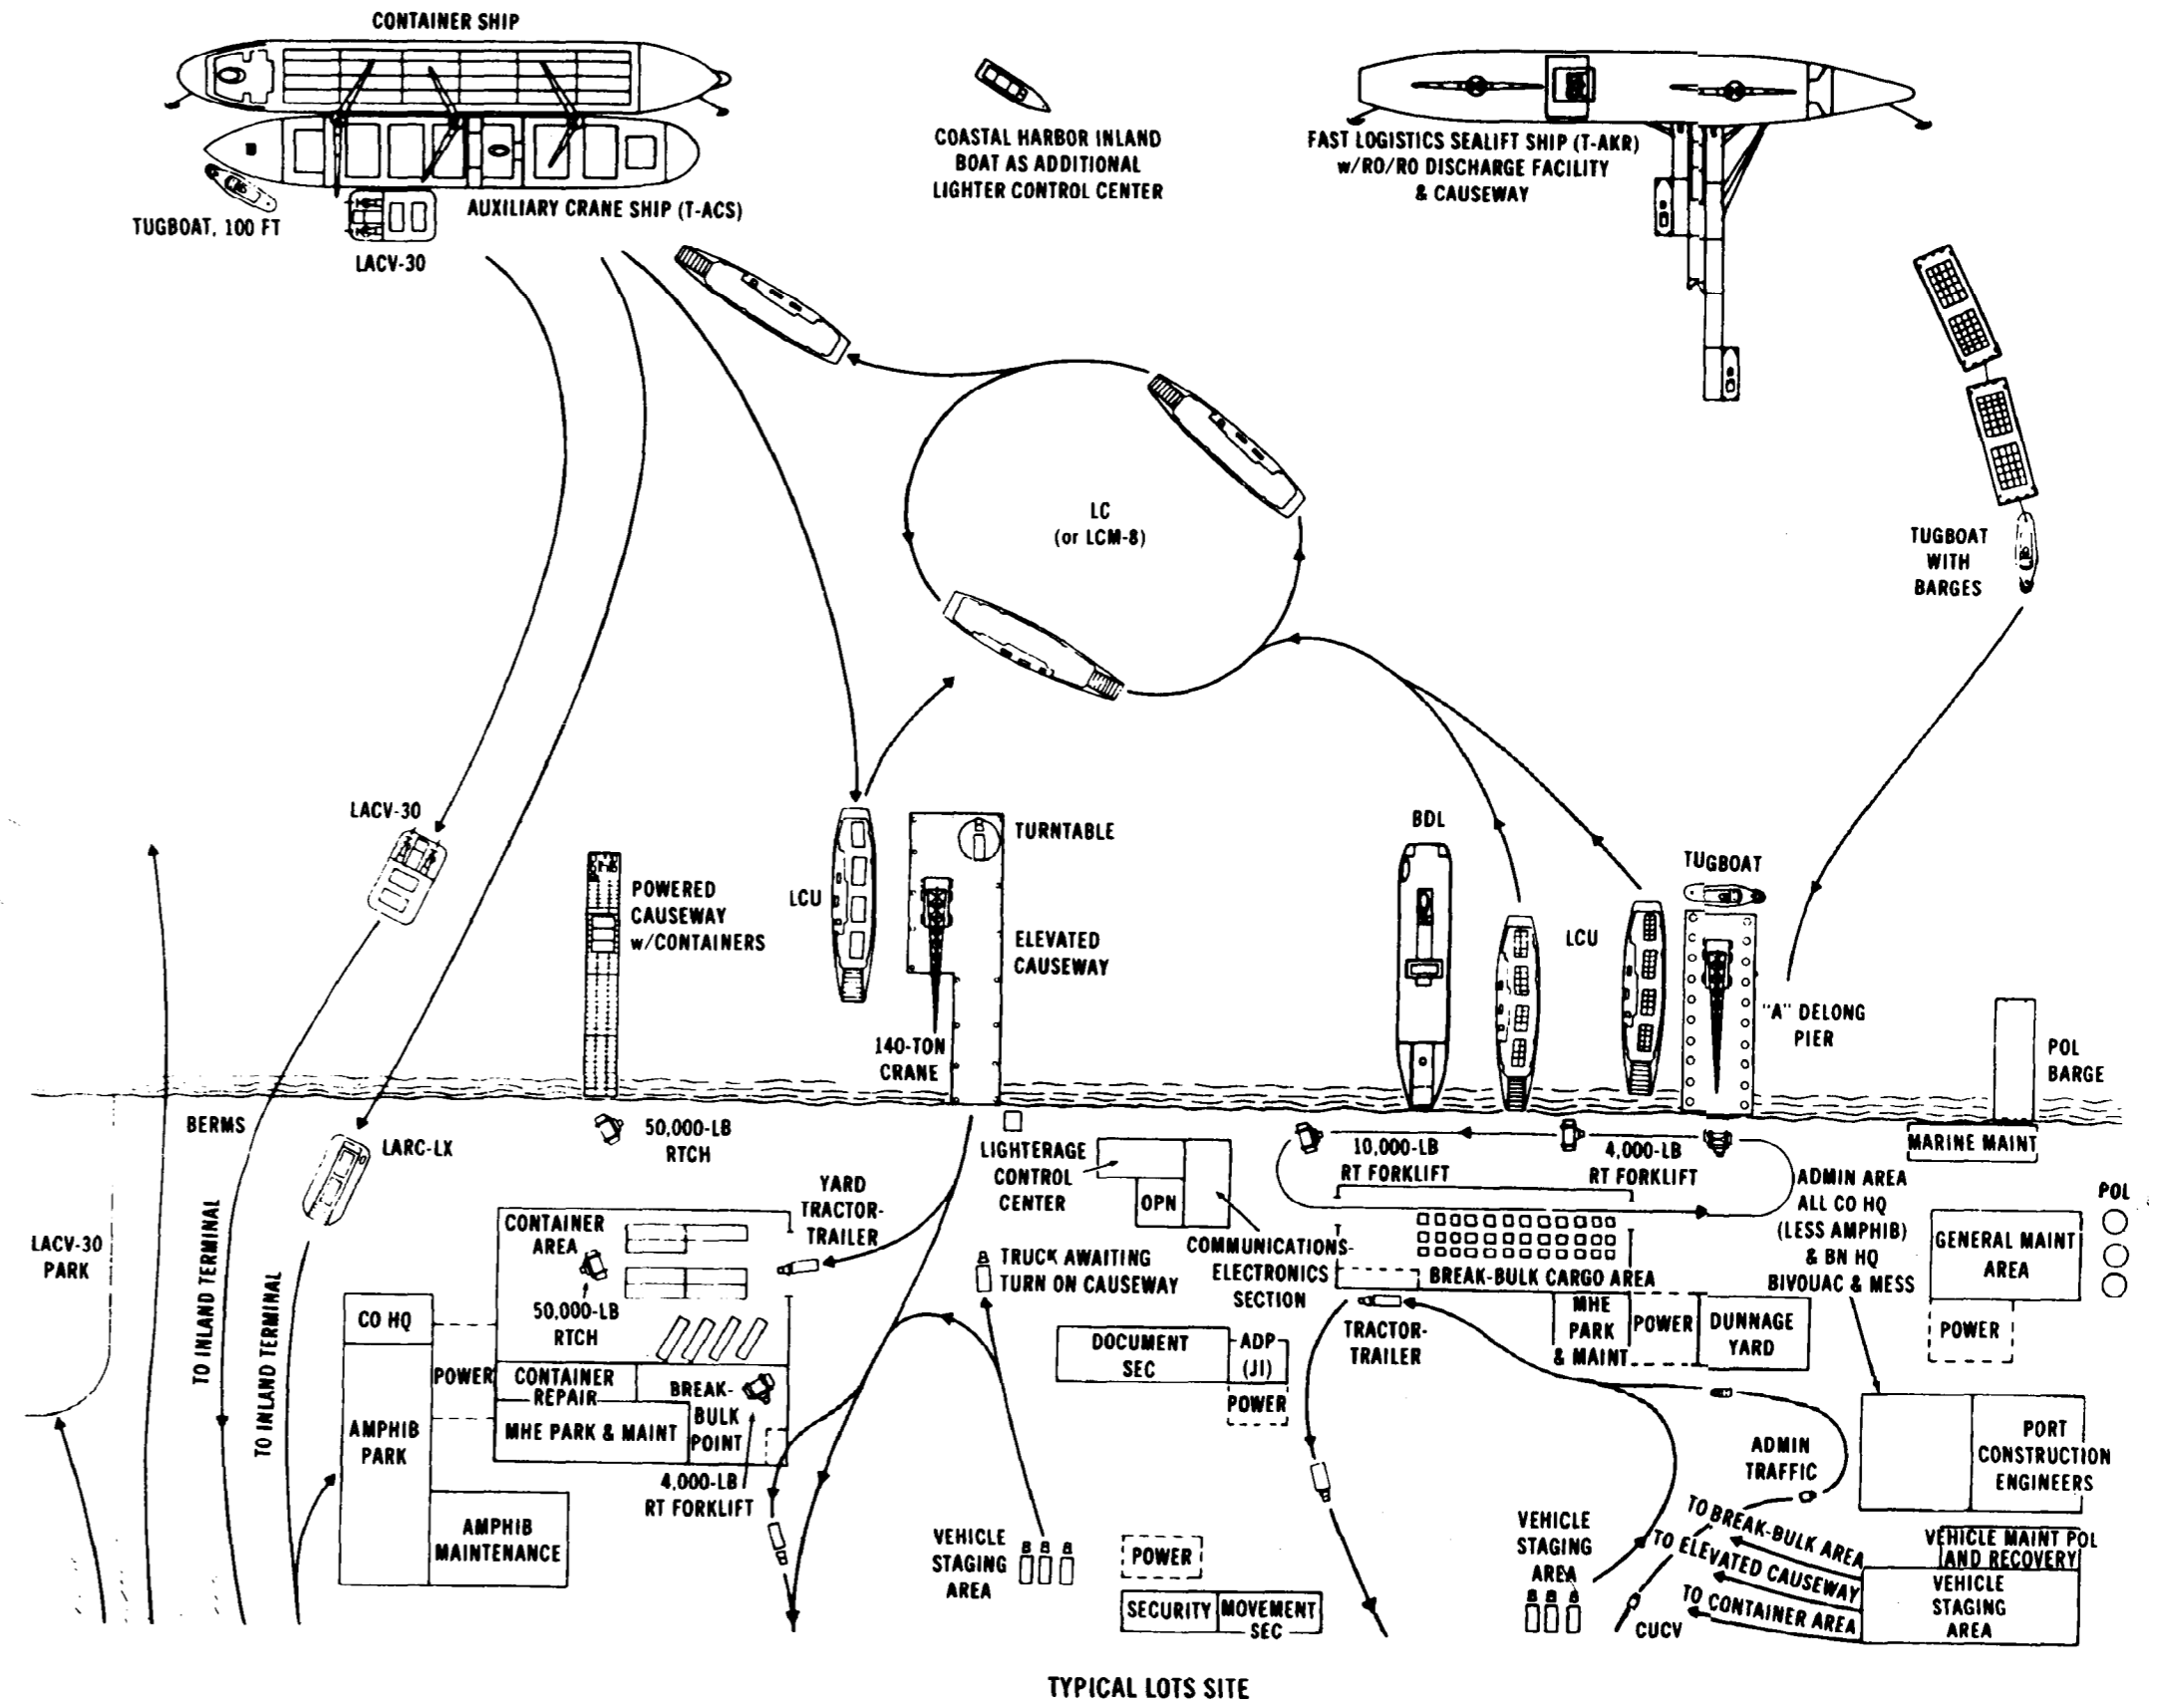 CONTAINER SHIP
COASTAL HARBOR INLAND
BOAT AS ADDITIONAL
LIGHTER CONTROL CENTER
FAST LOGISTICS SEALIFT SHIP (T-AKR)
w/RO/RO DISCHARGE FACILITY
& CAUSEWAY
TUGBOAT, 100 FT
AUXILIARY CRANE SHIP (T-ACS)
LACV-30
LC
(or LCM-8)
TUGBOAT
WITH
BARGES
LACV-30
POWERED
CAUSEWAY
w/CONTAINERS
LCU
TURNTABLE
ELEVATED
CAUSEWAY
140-TON
CRANE
BDL
LCU
TUGBOAT
"A" DELONG
PIER
POL
BARGE
BERMS
LARC-LX
50,000-LB
RTCH
LIGHTERAGE
CONTROL
CENTER
OPN
10,000-LB
RT FORKLIFT
4,000-LB
RT FORKLIFT
MARINE MAINT
ADMIN AREA
ALL CO HQ
(LESS AMPHIB)
& BN HQ
BIVOUAC & MESS
POL
LACV-30
PARK
TO INLAND TERMINAL
TO INLAND TERMINAL
CONTAINER
AREA
50,000-LB
RTCH
YARD
TRACTOR-
TRAILER
TRUCK AWAITING
TURN ON CAUSEWAY
COMMUNICATIONS-
ELECTRONICS
SECTION
BREAK-BULK CARGO AREA
GENERAL MAINT
AREA
POWER
CO HQ
POWER
CONTAINER
REPAIR
BREAK-
BULK
POINT
MHE PARK & MAINT
AMPHIB
PARK
4,000-LB
RT FORKLIFT
AMPHIB
MAINTENANCE
DOCUMENT
SEC
ADP
(JI)
POWER
TRACTOR-
TRAILER
MHE
PARK
& MAINT
POWER
DUNNAGE
YARD
ADMIN
TRAFFIC
PORT
CONSTRUCTION
ENGINEERS
VEHICLE
STAGING
AREA
POWER
SECURITY
MOVEMENT
SEC
VEHICLE
STAGING
AREA
CUCV
TO BREAK-BULK AREA
TO ELEVATED CAUSEWAY
TO CONTAINER AREA
VEHICLE MAINT POL
AND RECOVERY
VEHICLE
STAGING
AREA
TYPICAL LOTS SITE